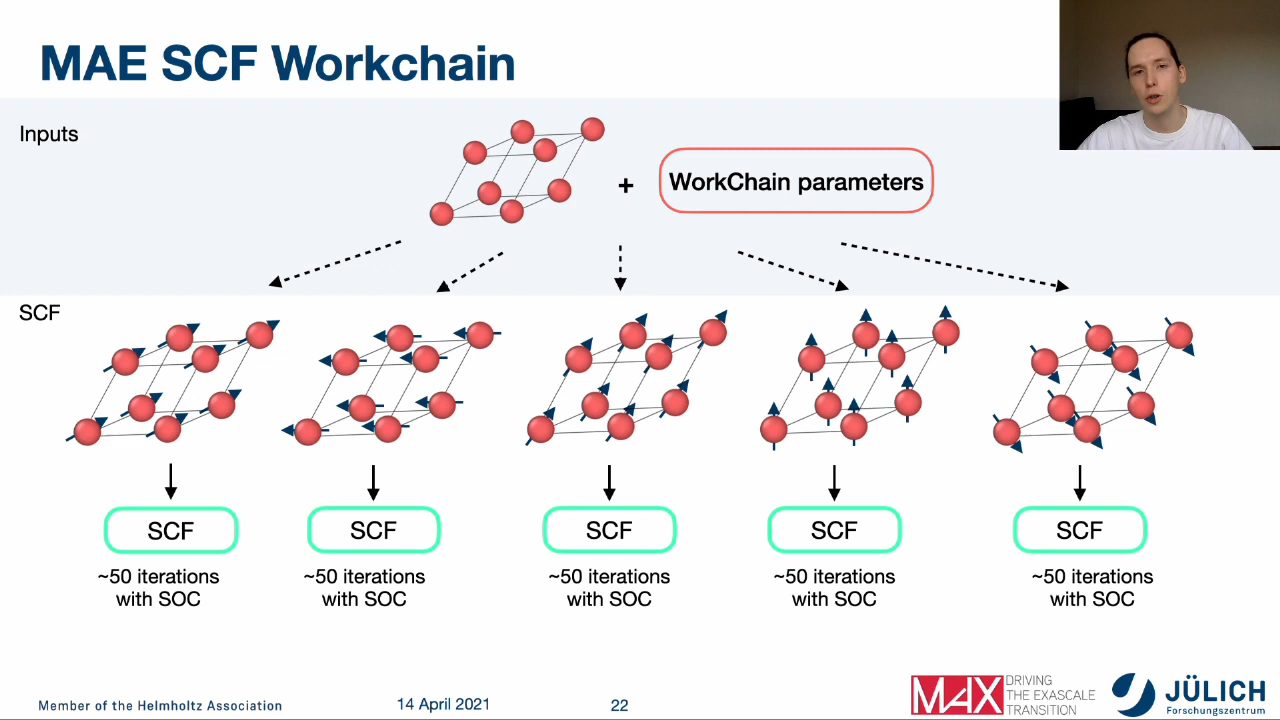 MAE SCF Workchain
Inputs
+
WorkChain parameters
SCF
SCF
SCF
SCF
SCF
SCF
~50 iterations
with SOC
~50 iterations
with SOC
~50 iterations
with SOC
~50 iterations
with SOC
~50 iterations
with SOC
Member of the Helmholtz Association
14 April 2021
22
MAX
DRIVING
THE EXASCALE
TRANSITION
JÜLICH
Forschungszentrum